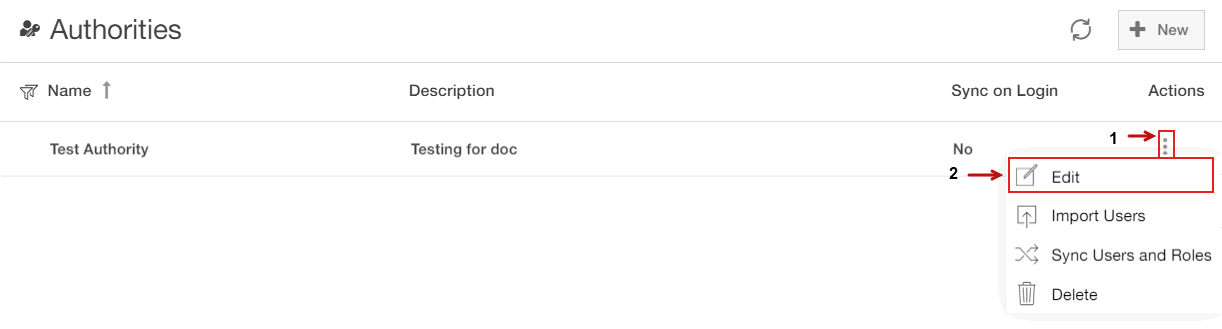 Authorities
New
Name Description Sync on Login Actions
Test Authority Testing for doc No
1
2 Edit
Import Users
Sync Users and Roles
Delete